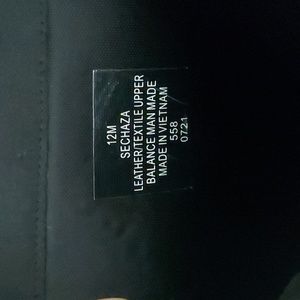 12M
SECHAZA
LEATHER/TEXTILE UPPER
BALANCE MAN MADE
MADE IN VIETNAM
558
0721